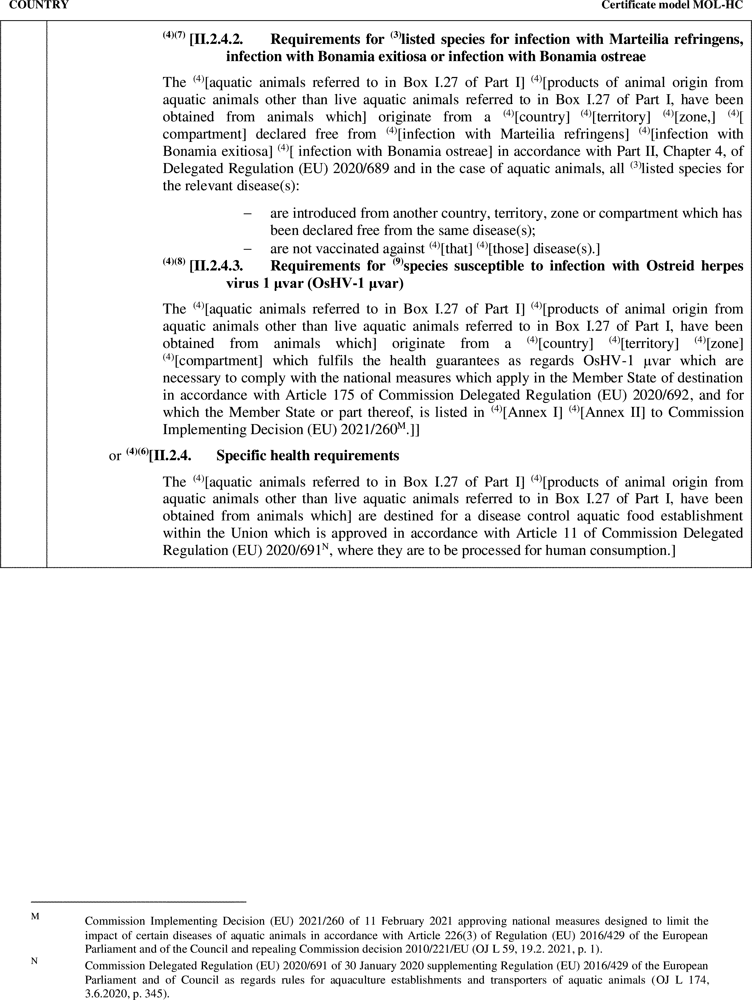 COUNTRY Certificate model MOL-HC
(4)(7) [II.2.4.2. Requirements for (3)listed species for infection with Marteilia refringens,
infection with Bonamia exitiosa or infection with Bonamia ostreae
The (4)[aquatic animals referred to in Box I.27 of Part I] (4)[products of animal origin from
aquatic animals other than live aquatic animals referred to in Box I.27 of Part I, have been
obtained from animals which] originate from a (4)[country] (4)[territory] (4)[zone,] (4)[
compartment] declared free from (4)[infection with Marteilia refringens] (4)[infection with
Bonamia exitiosa] (4)[ infection with Bonamia ostreae] in accordance with Part II, Chapter 4, of
Delegated Regulation (EU) 2020/689 and in the case of aquatic animals, all (3)listed species for
the relevant disease(s):
– are introduced from another country, territory, zone or compartment which has
been declared free from the same disease(s);
– are not vaccinated against (4)[that] (4)[those] disease(s).]
(4)(8) [II.2.4.3. Requirements for (9)species susceptible to infection with Ostreid herpes
virus 1 µvar (OsHV-1 µvar)
The (4)[aquatic animals referred to in Box I.27 of Part I] (4)[products of animal origin from
aquatic animals other than live aquatic animals referred to in Box I.27 of Part I, have been
obtained from animals which] originate from a (4)[country] (4)[territory] (4)[zone]
(4)[compartment] which fulfils the health guarantees as regards OsHV-1 µvar which are
necessary to comply with the national measures which apply in the Member State of destination
in accordance with Article 175 of Commission Delegated Regulation (EU) 2020/692, and for
which the Member State or part thereof, is listed in (4)[Annex I] (4)[Annex II] to Commission
Implementing Decision (EU) 2021/260M.]]
or (4)(6)[II.2.4. Specific health requirements
The (4)[aquatic animals referred to in Box I.27 of Part I] (4)[products of animal origin from
aquatic animals other than live aquatic animals referred to in Box I.27 of Part I, have been
obtained from animals which] are destined for a disease control aquatic food establishment
within the Union which is approved in accordance with Article 11 of Commission Delegated
Regulation (EU) 2020/691N, where they are to be processed for human consumption.]
M Commission Implementing Decision (EU) 2021/260 of 11 February 2021 approving national measures designed to limit the
impact of certain diseases of aquatic animals in accordance with Article 226(3) of Regulation (EU) 2016/429 of the European
Parliament and of the Council and repealing Commission decision 2010/221/EU (OJ L 59, 19.2. 2021, p. 1).
N Commission Delegated Regulation (EU) 2020/691 of 30 January 2020 supplementing Regulation (EU) 2016/429 of the European
Parliament and of Council as regards rules for aquaculture establishments and transporters of aquatic animals (OJ L 174,
3.6.2020, p. 345).